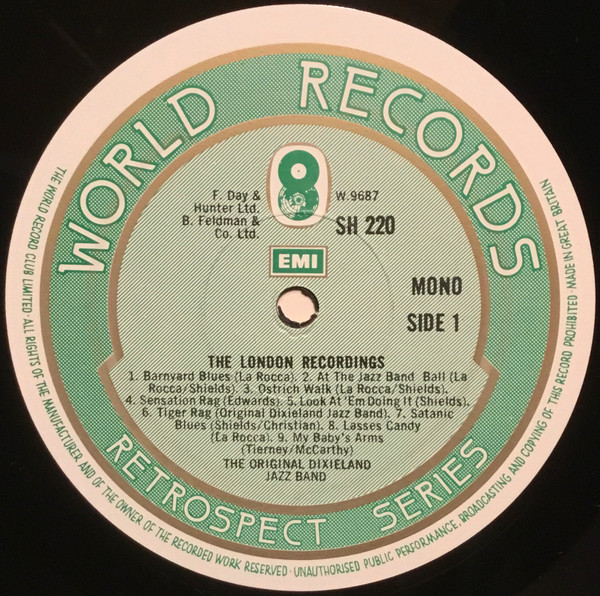 WORLD RECORDS
F. Day &
Hunter Ltd.
B. Feldman &
Co. Ltd.
W.9687
SH 220
EMI
MONO
SIDE 1
THE LONDON RECORDINGS
1. Barnyard Blues (La Rocca). 2. At The Jazz Band Ball (La
Rocca/Shields). 3. Ostrich Walk (La Rocca/Shields).
4. Sensation Rag (Edwards). 5. Look At 'Em Doing It (Shields).
6. Tiger Rag (Original Dixieland Jazz Band). 7. Satanic
Blues (Shields/Christian). 8. Lasses Candy
(La Rocca). 9. My Baby's Arms
(Tierney/McCarthy)
THE ORIGINAL DIXIELAND
JAZZ BAND
RETROSPECT SERIES
THE WORLD RECORD CLUB LIMITED · ALL RIGHTS OF THE MANUFACTURER AND OF THE OWNER OF THE RECORDED WORK RESERVED · UNAUTHORISED PUBLIC PERFORMANCE, BROADCASTING AND COPYING OF THIS RECORD PROHIBITED · MADE IN GREAT BRITAIN